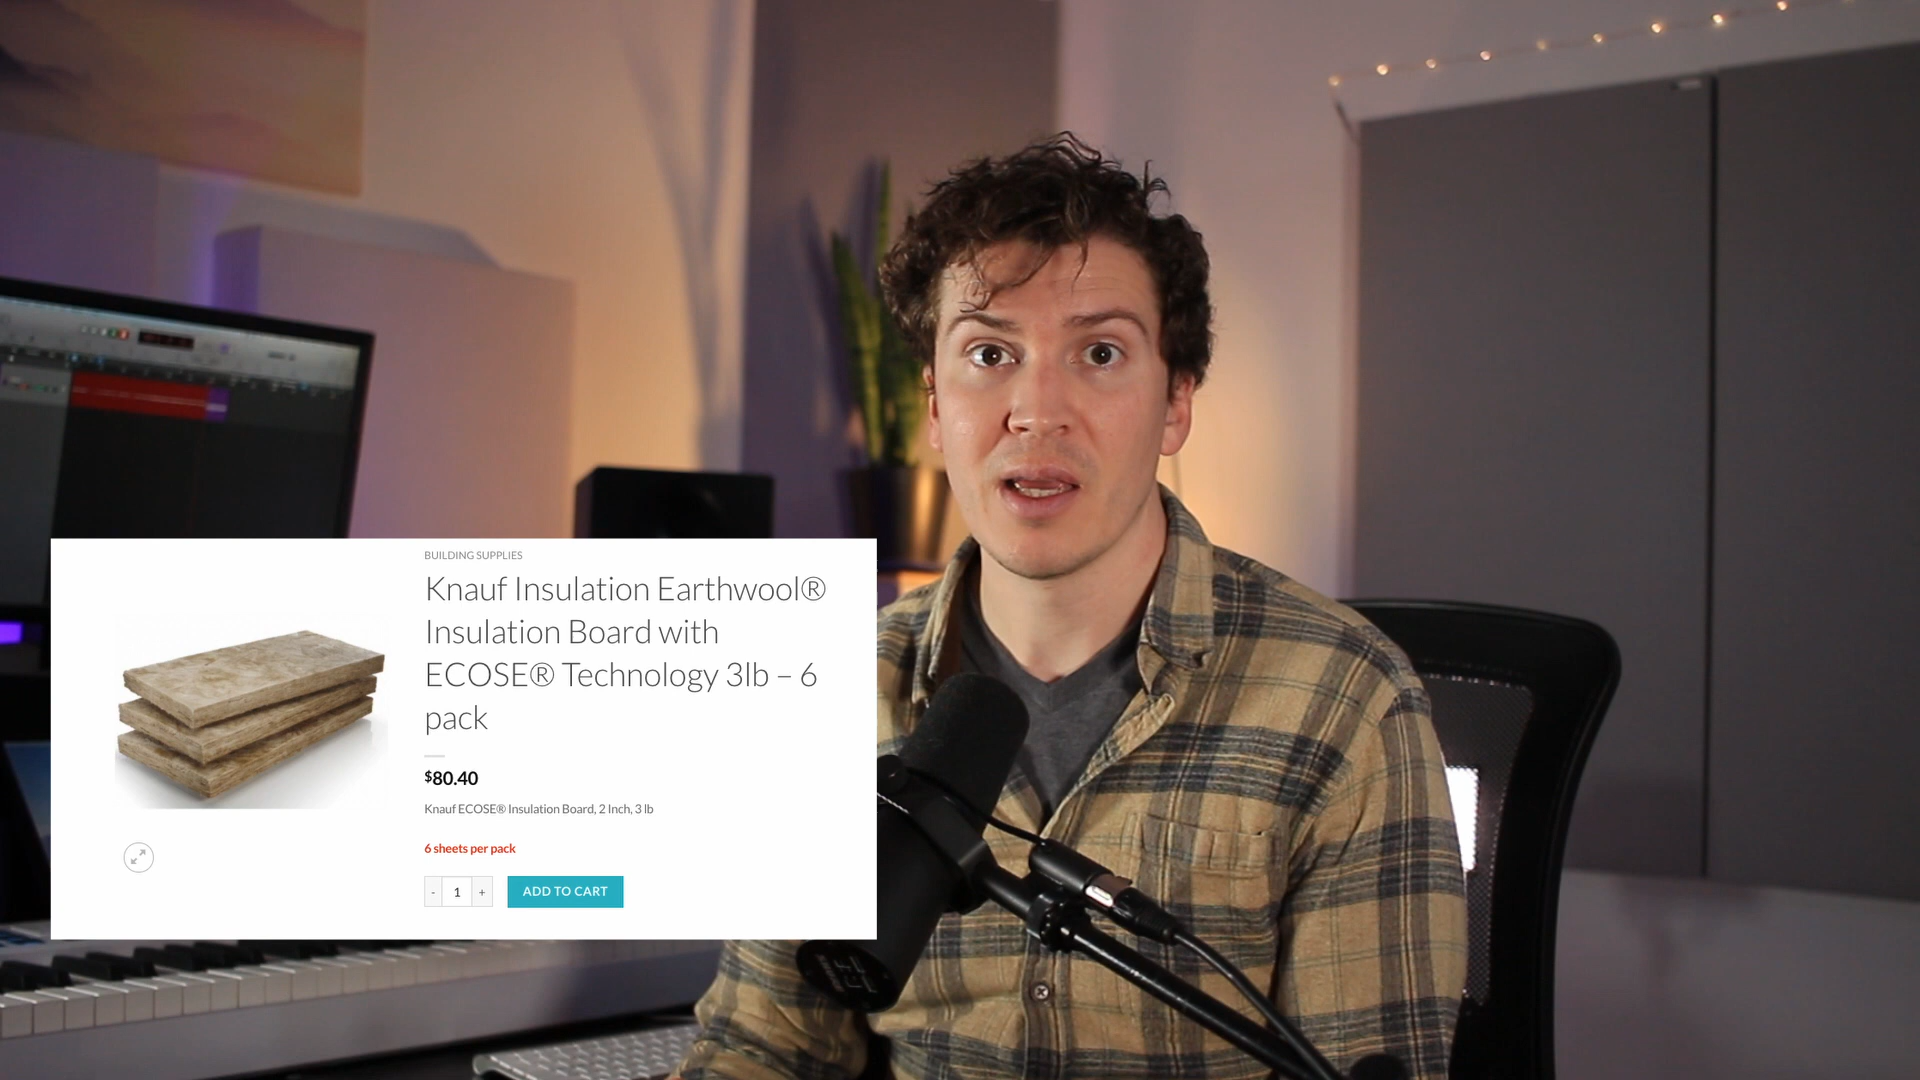 BUILDING SUPPLIES
Knauf Insulation Earthwool®
Insulation Board with
ECOSE® Technology 3lb – 6
pack
$80.40
Knauf ECOSE® Insulation Board, 2 Inch, 3 lb
6 sheets per pack
- 1 +
ADD TO CART